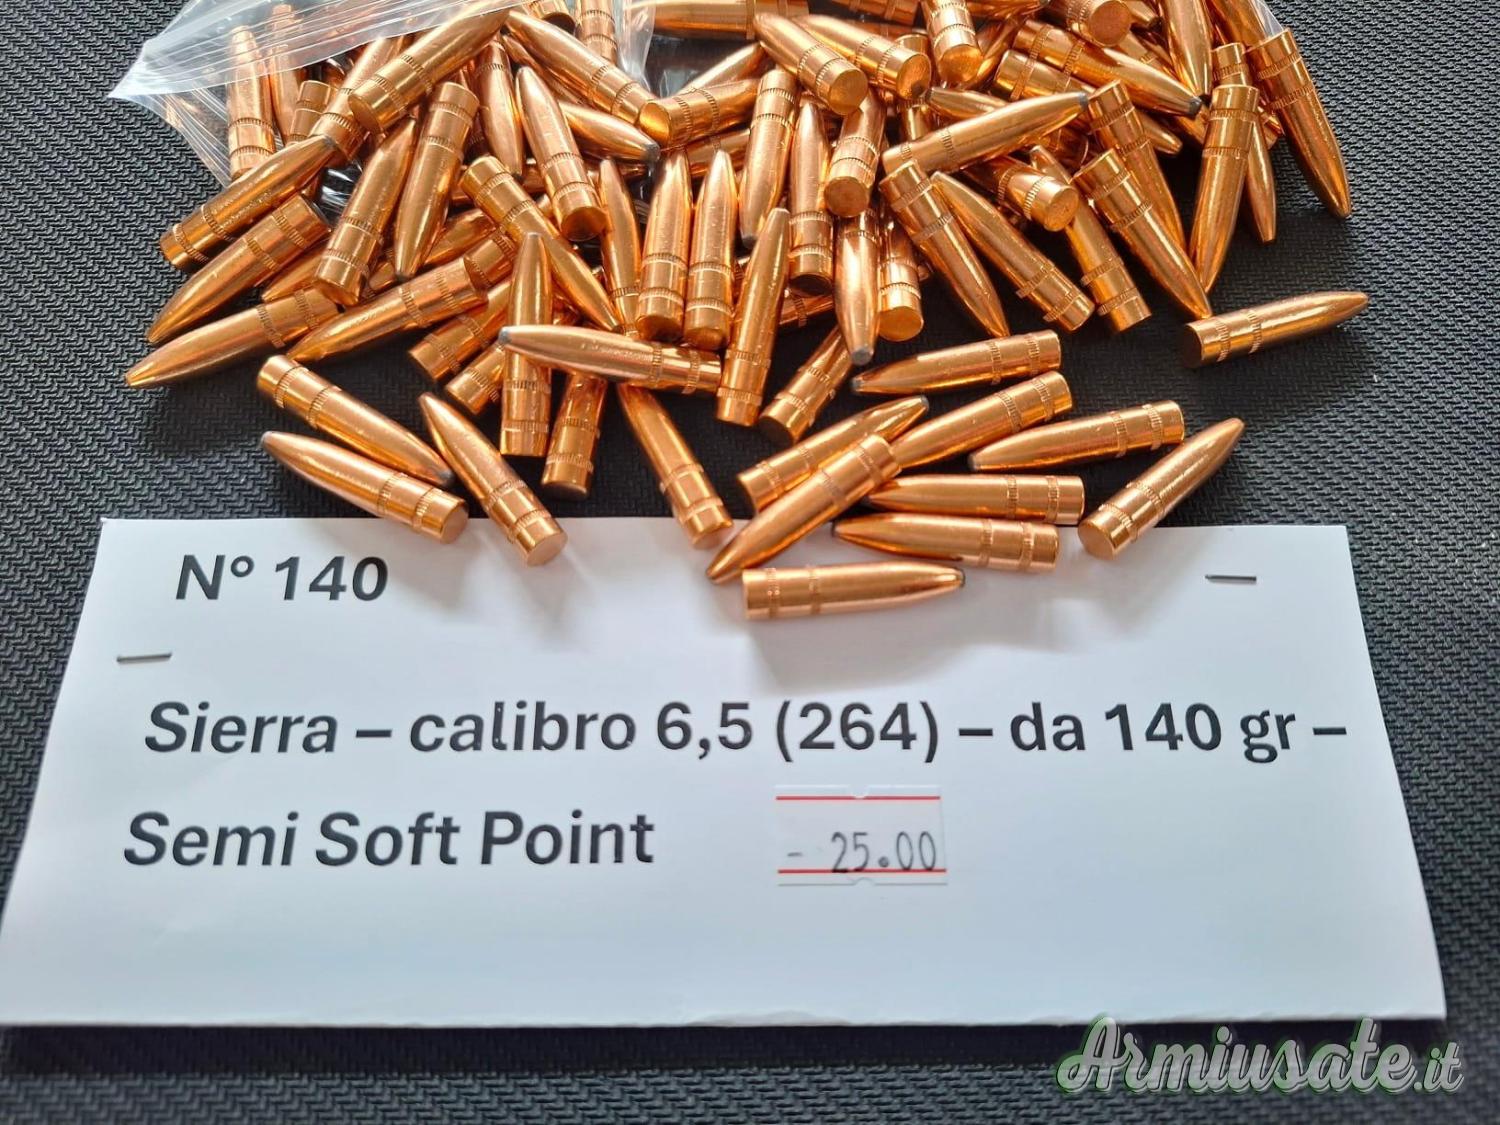 N° 140
Sierra – calibro 6,5 (264) – da 140 gr –
Semi Soft Point
- 25.00
Armiusate.it